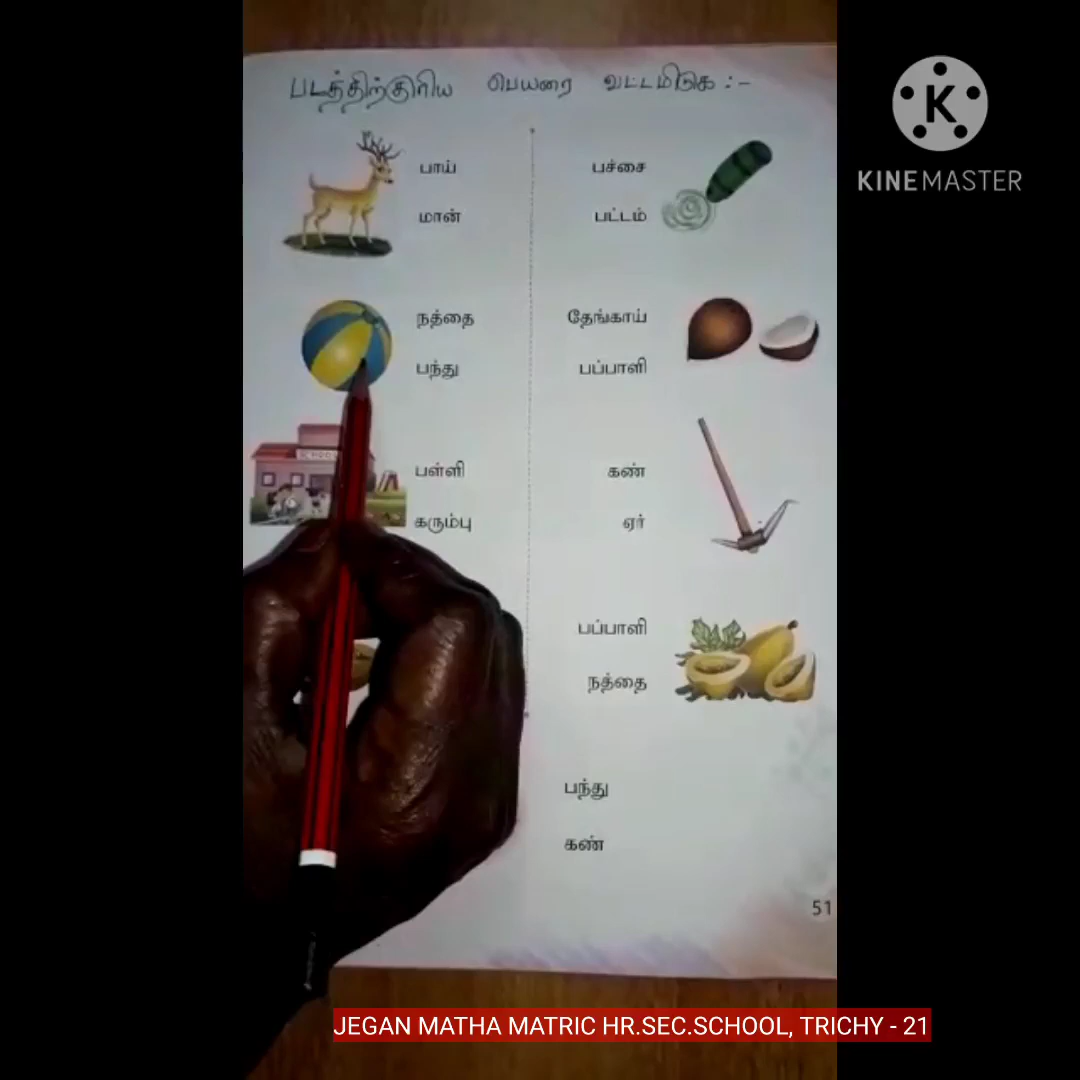 படத்திற்குரிய பெயரை வட்டமிடுக :-
KINEMASTER
பாய்
மான்
பச்சை
பட்டம்
நத்தை
பந்து
தேங்காய்
பப்பாளி
SCHOOL
பள்ளி
கரும்பு
கண்
ஏர்
பப்பாளி
நத்தை
பந்து
கண்
51
JEGAN MATHA MATRIC HR.SEC.SCHOOL, TRICHY - 21